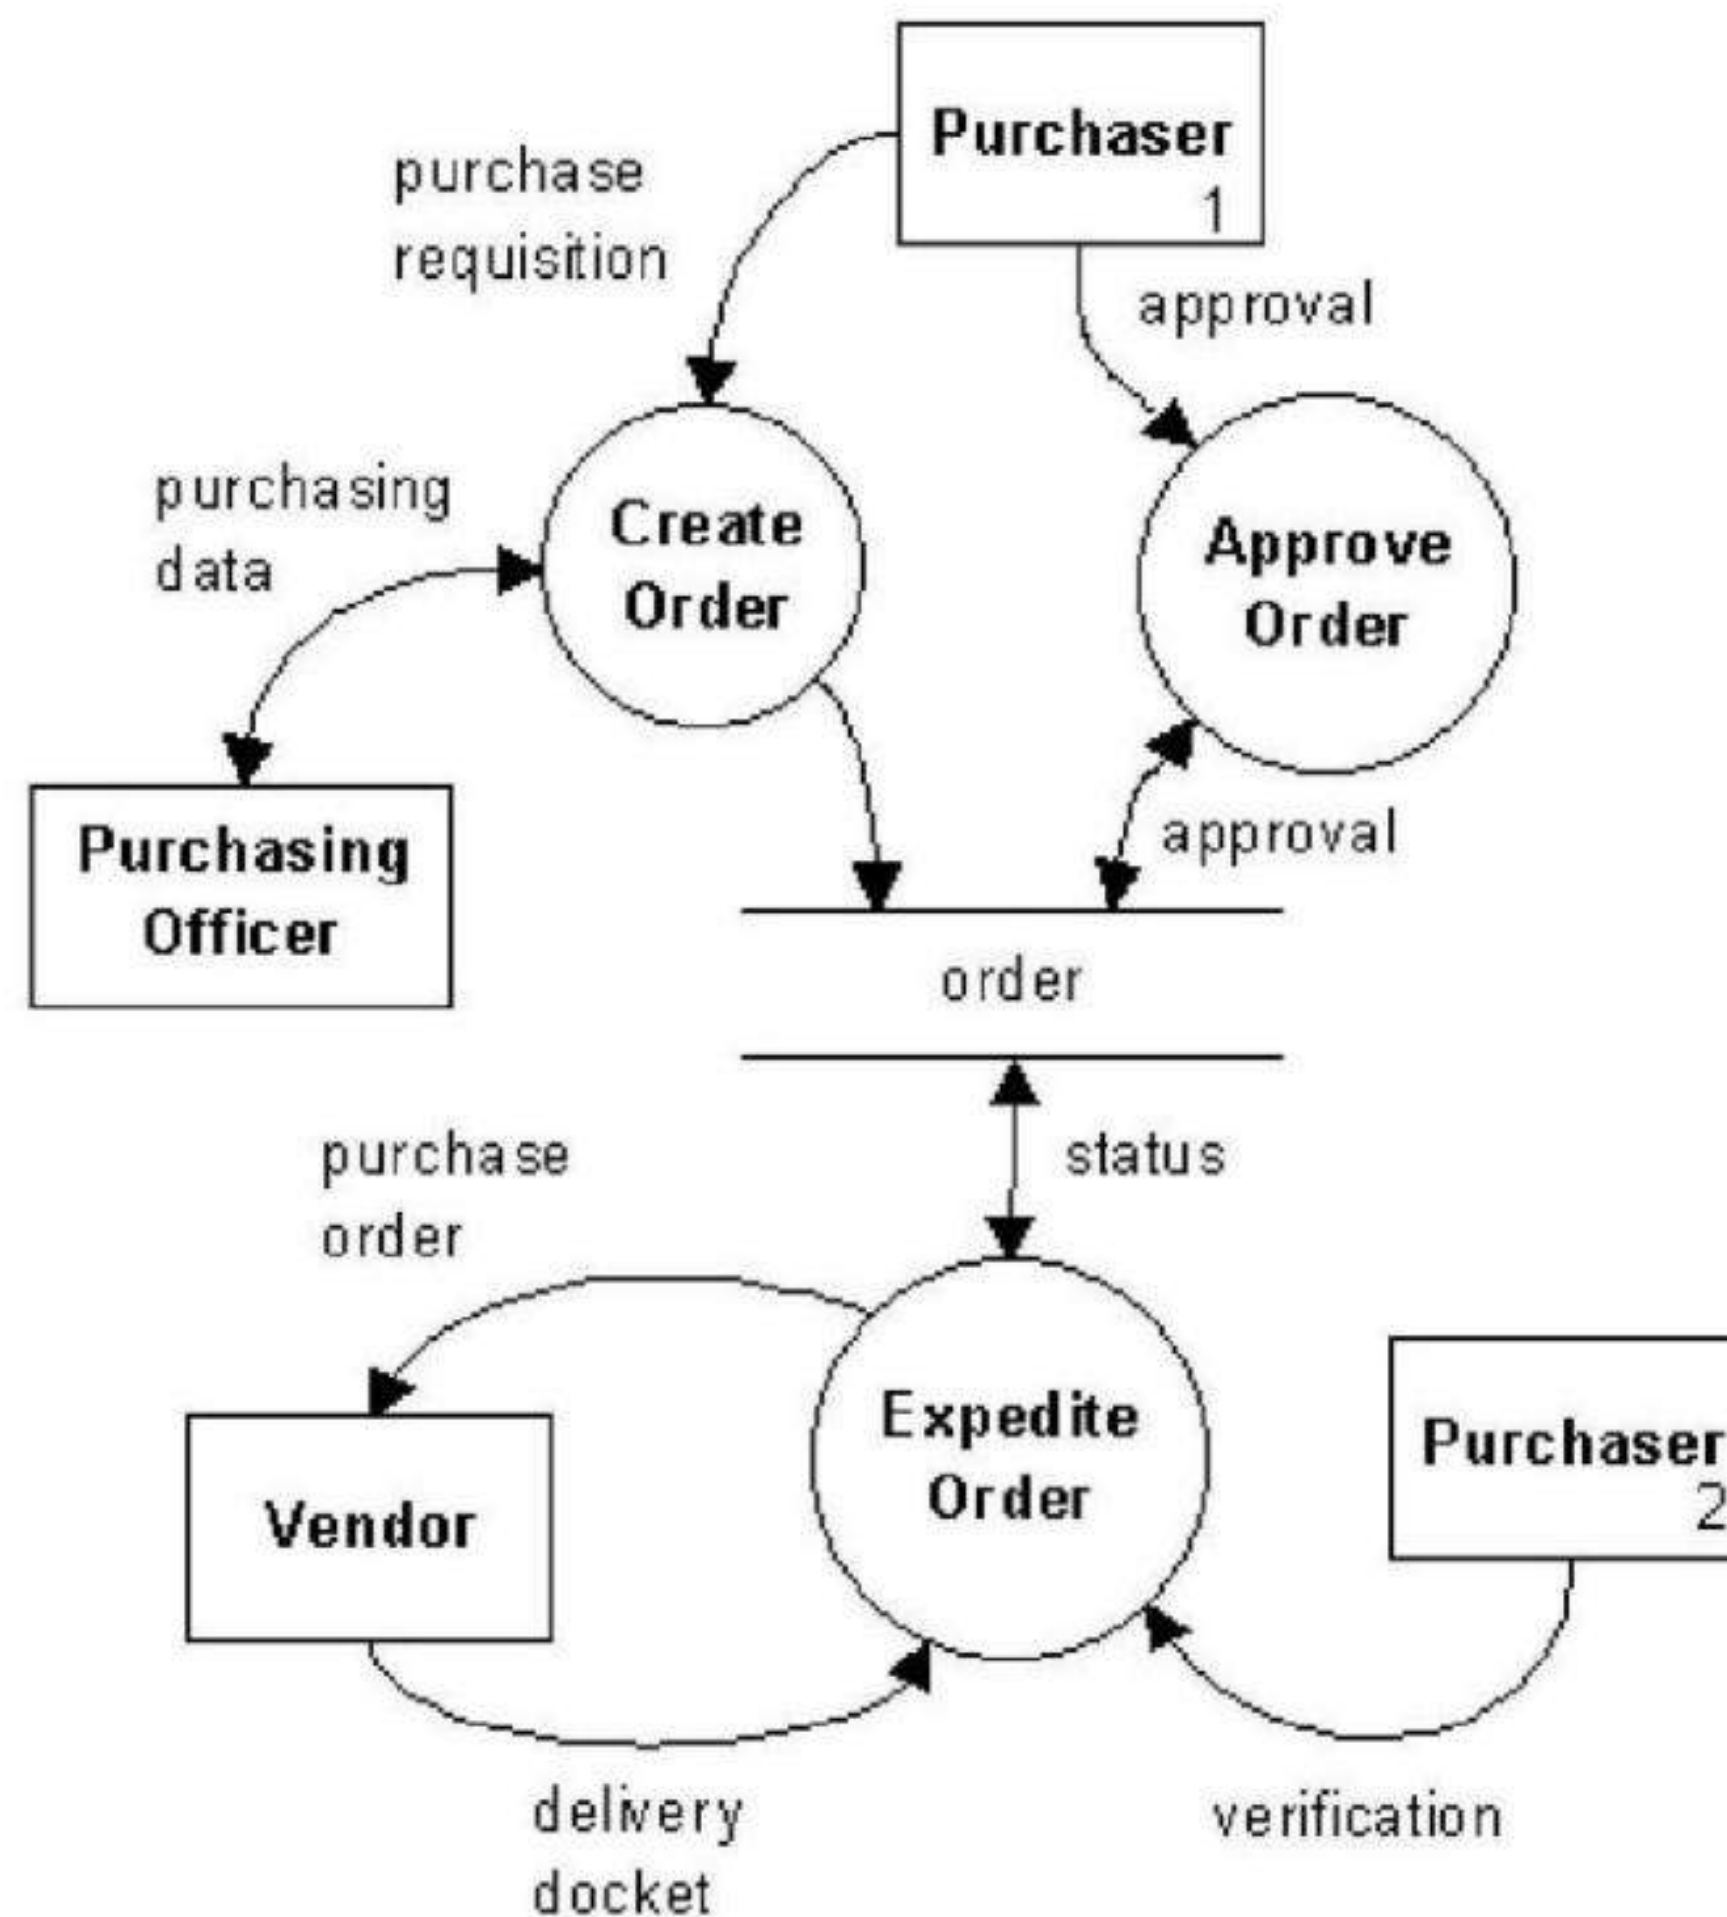 Purchaser
1
purchase
requisition
approval
purchasing
data
Create
Order
Approve
Order
Purchasing
Officer
approval
order
status
purchase
order
Expedite
Order
Purchaser
2
Vendor
delivery
docket
verification